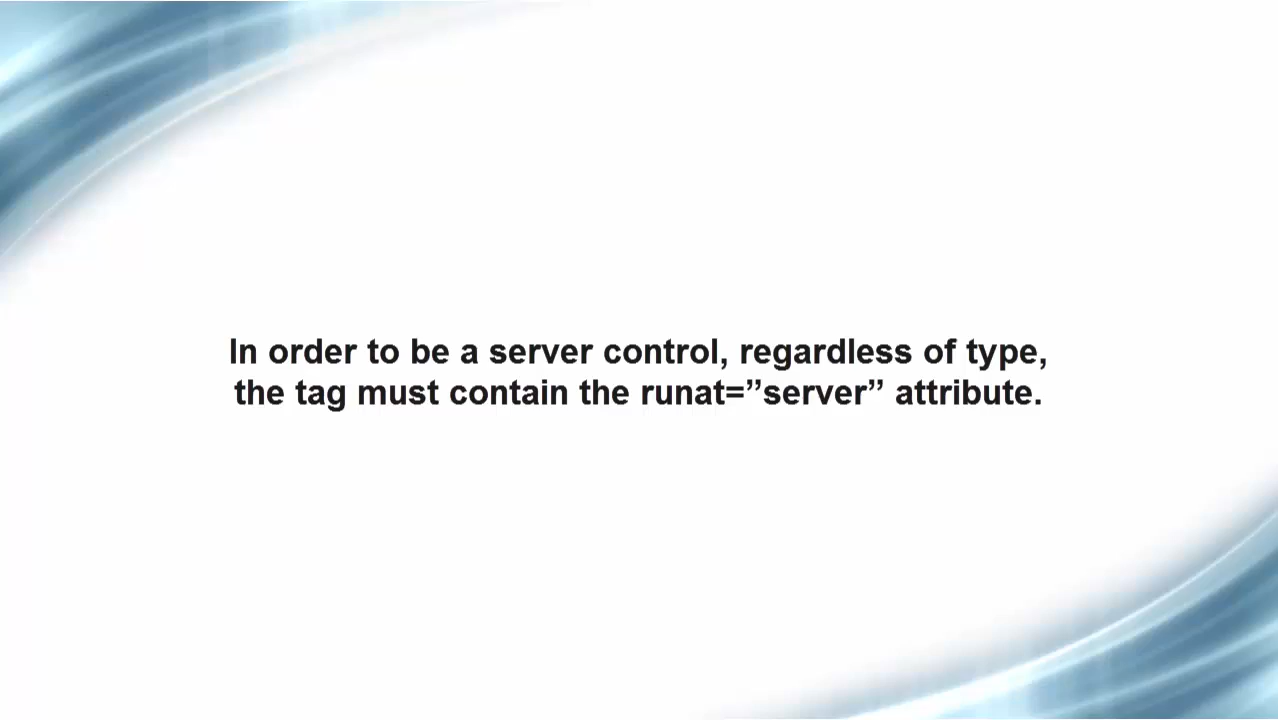 In order to be a server control, regardless of type,
the tag must contain the runat=”server” attribute.